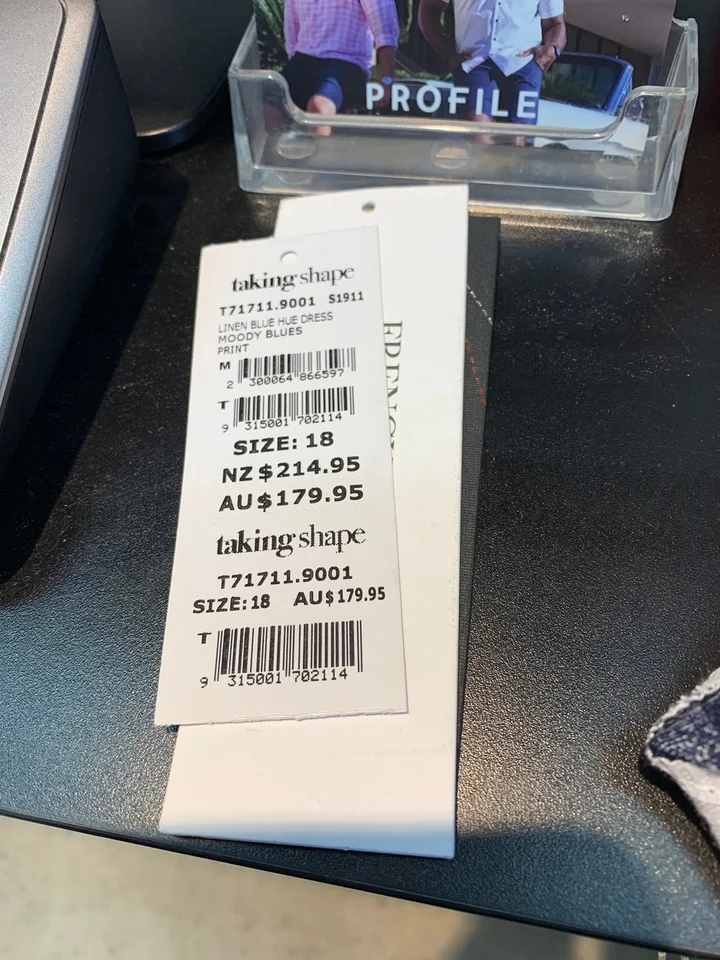 PROFILE
taking shape
T71711.9001 S1911
LINEN BLUE HUE DRESS
MOODY BLUES
PRINT
M
2 300064 866597
T
9 315001 702114
SIZE: 18
NZ $214.95
AU $179.95
taking shape
T71711.9001
SIZE: 18 AU$179.95
T
9 315001 702114